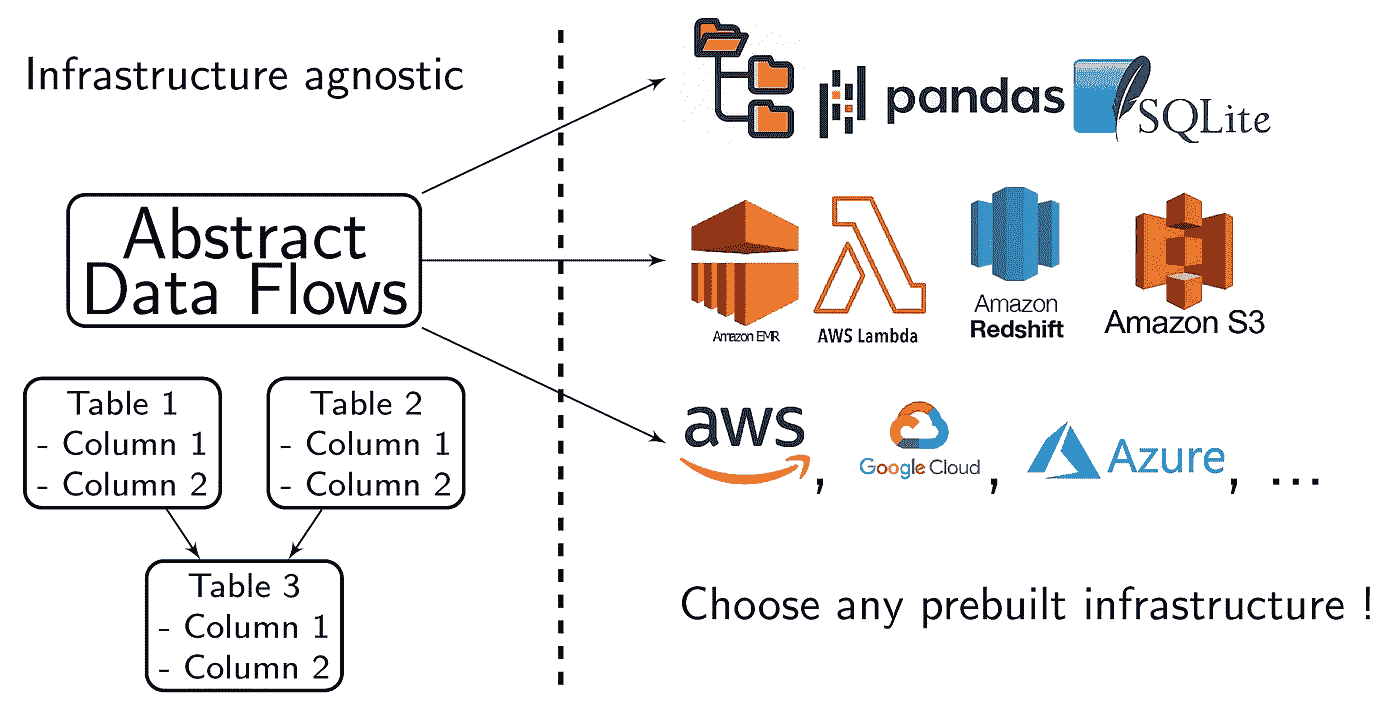 Infrastructure agnostic
Abstract
Data Flows
Table 1
- Column 1
- Column 2
Table 2
- Column 1
- Column 2
Table 3
- Column 1
- Column 2
pandas
SQLite
Amazon EMR
AWS Lambda
Amazon
Redshift
Amazon S3
aws, Google Cloud, Azure, ...
Choose any prebuilt infrastructure !